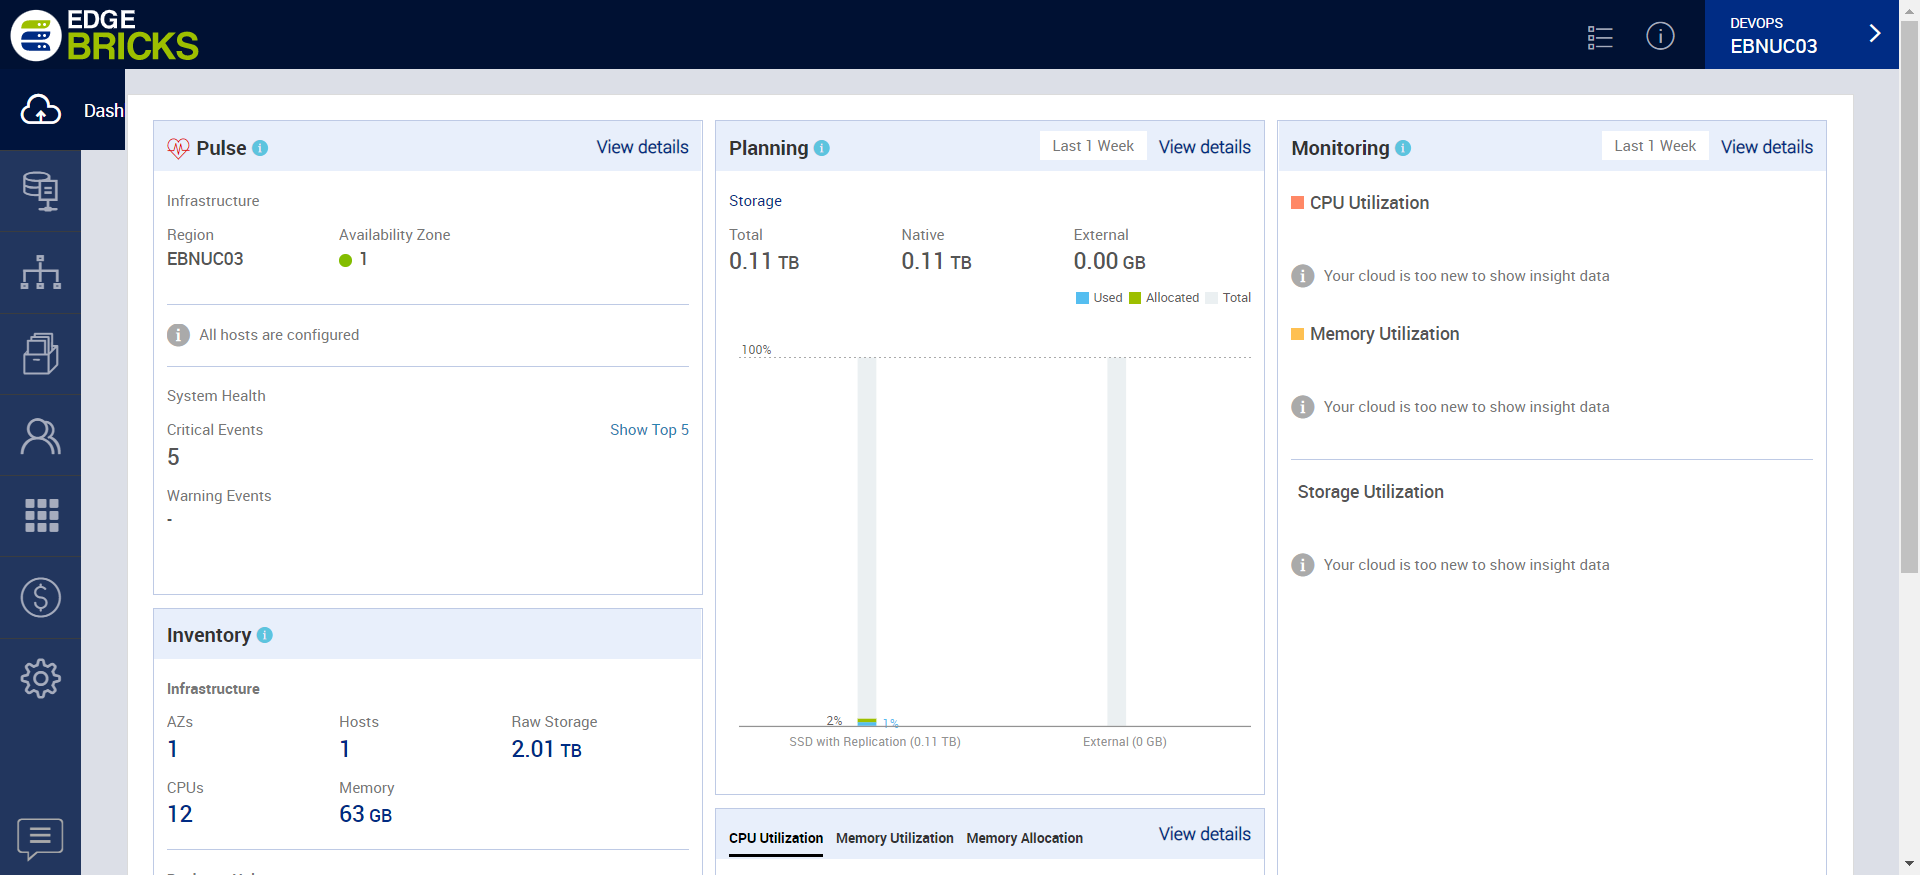 EDGE
BRICKS
DEVOPS
EBNUC03
Dash
Pulse
View details
Infrastructure
Region
Availability Zone
EBNUC03
1
All hosts are configured
System Health
Critical Events
Show Top 5
5
Warning Events
-
Inventory
Infrastructure
AZs
Hosts
Raw Storage
1
1
2.01 TB
CPUs
Memory
12
63 GB
Planning
Last 1 Week
View details
Storage
Total
Native
External
0.11 TB
0.11 TB
0.00 GB
Used
Allocated
Total
100%
2%
1%
SSD with Replication (0.11 TB)
External (0 GB)
CPU Utilization
Memory Utilization
Memory Allocation
View details
Monitoring
Last 1 Week
View details
CPU Utilization
Your cloud is too new to show insight data
Memory Utilization
Your cloud is too new to show insight data
Storage Utilization
Your cloud is too new to show insight data